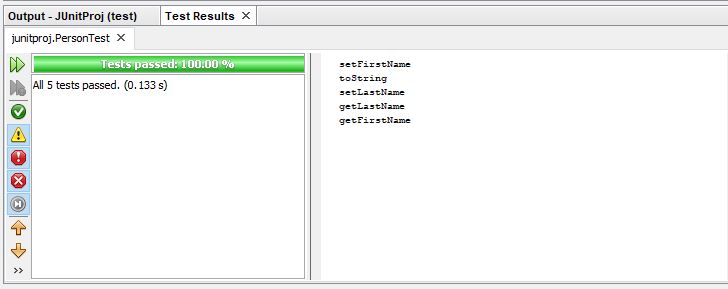 Output - JUnitProj (test)
Test Results
junitproj.PersonTest
Tests passed: 100.00 %
All 5 tests passed. (0.133 s)
setFirstName
toString
setLastName
getLastName
getFirstName